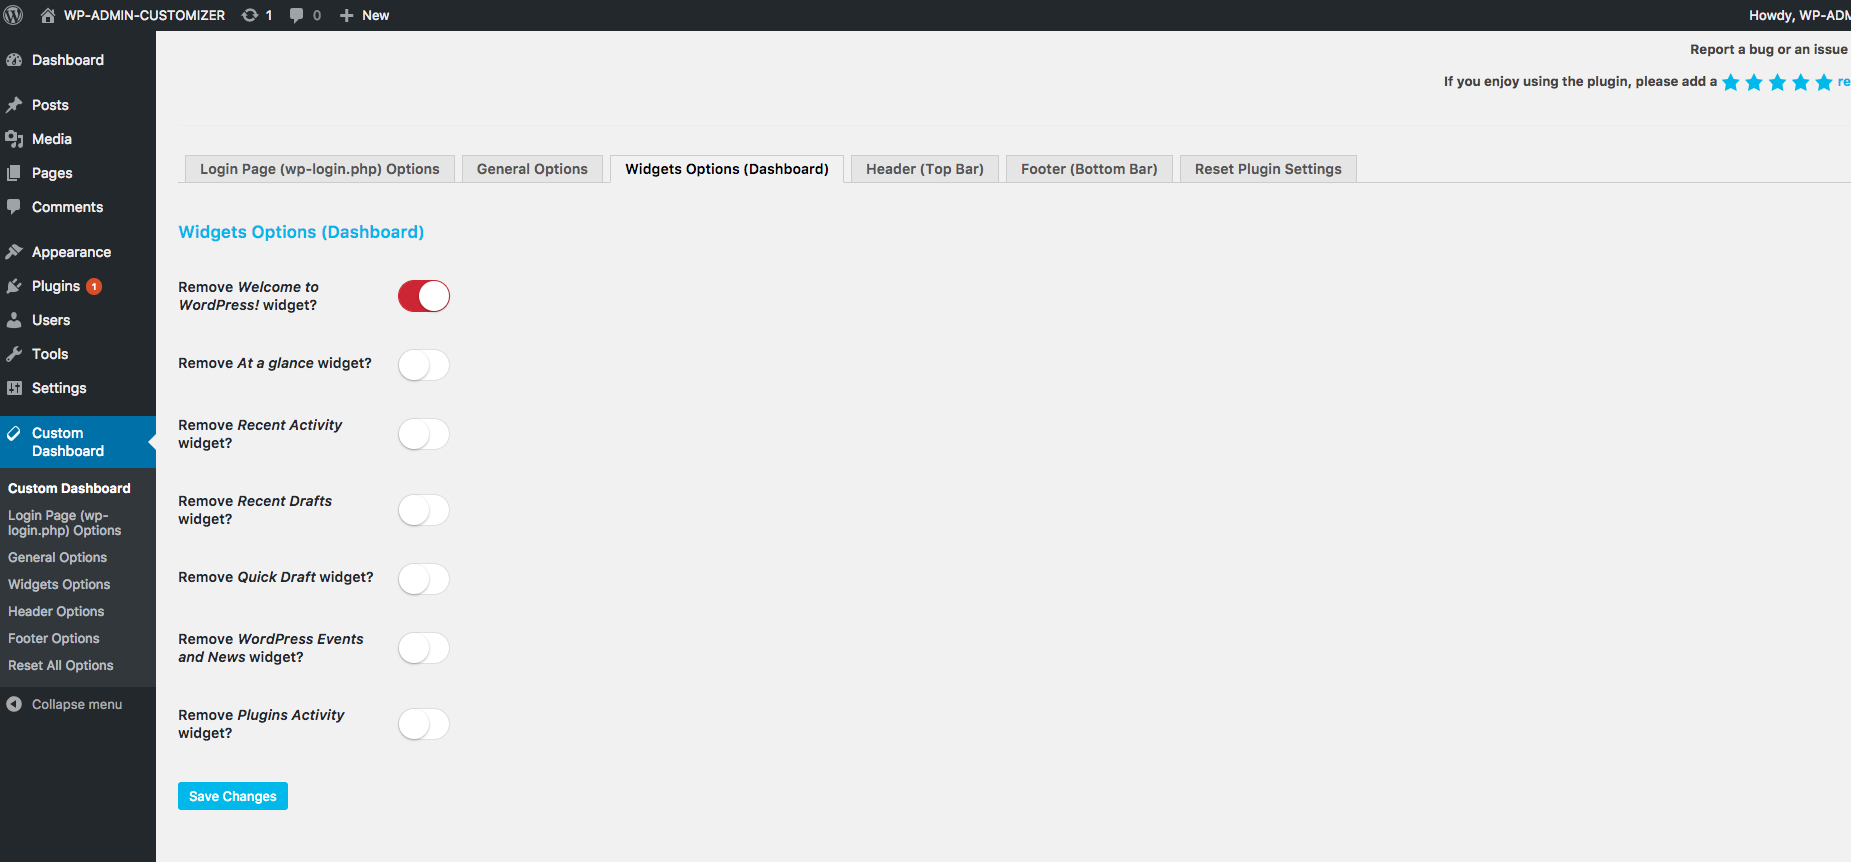 WP-ADMIN-CUSTOMIZER 1 0 New
Howdy, WP-ADM
Dashboard
Posts
Media
Pages
Comments
Appearance
Plugins 1
Users
Tools
Settings
Custom
Dashboard
Custom Dashboard
Login Page (wp-
login.php) Options
General Options
Widgets Options
Header Options
Footer Options
Reset All Options
Collapse menu
Report a bug or an issue
If you enjoy using the plugin, please add a re
Login Page (wp-login.php) Options
General Options
Widgets Options (Dashboard)
Header (Top Bar)
Footer (Bottom Bar)
Reset Plugin Settings
Widgets Options (Dashboard)
Remove Welcome to
WordPress! widget?
Remove At a glance widget?
Remove Recent Activity
widget?
Remove Recent Drafts
widget?
Remove Quick Draft widget?
Remove WordPress Events
and News widget?
Remove Plugins Activity
widget?
Save Changes